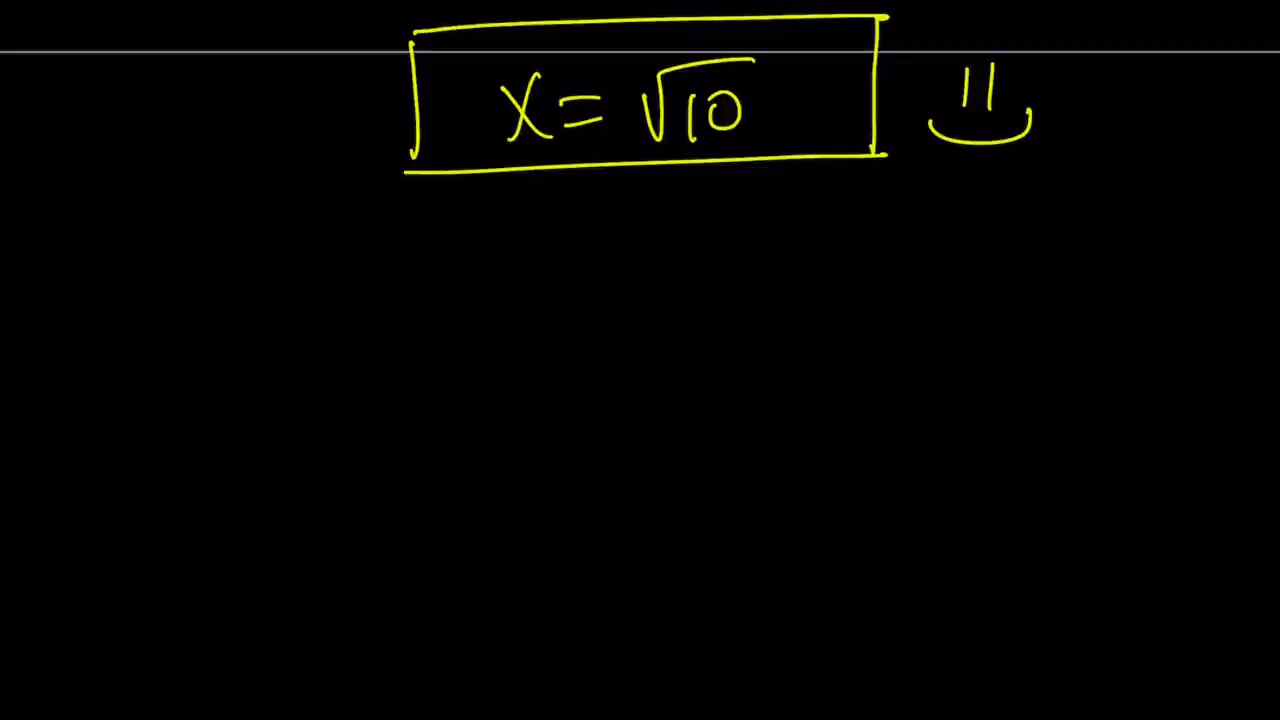 x = √10